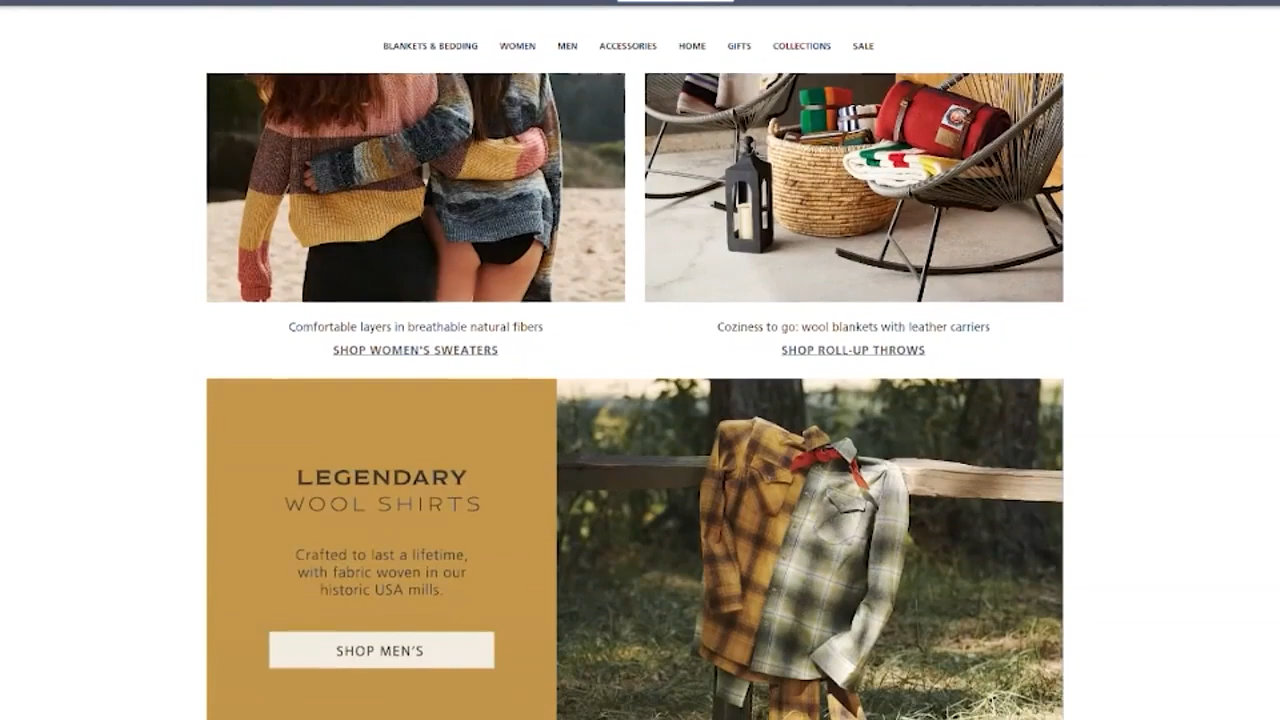 BLANKETS & BEDDING WOMEN MEN ACCESSORIES HOME GIFTS COLLECTIONS SALE
Comfortable layers in breathable natural fibers
SHOP WOMEN'S SWEATERS
Coziness to go: wool blankets with leather carriers
SHOP ROLL-UP THROWS
LEGENDARY
WOOL SHIRTS
Crafted to last a lifetime,
with fabric woven in our
historic USA mills.
SHOP MEN'S